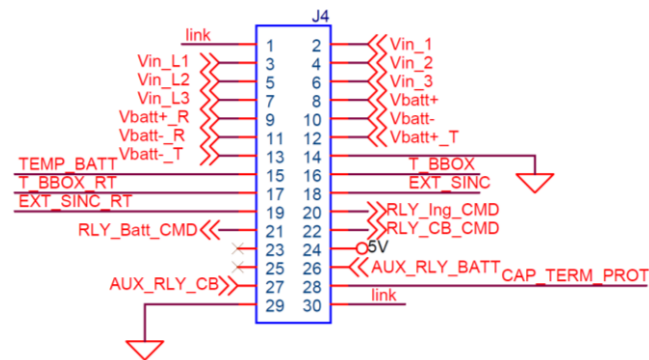 J4
link 1 2 Vin_1
Vin_L1 3 4 Vin_2
Vin_L2 5 6 Vin_3
Vin_L3 7 8 Vbatt+
Vbatt+_R 9 10 Vbatt-
Vbatt-_R 11 12 Vbatt+_T
Vbatt-_T 13 14
TEMP_BATT 15 16 T_BBOX
T_BBOX_RT 17 18 EXT_SINC
EXT_SINC_RT 19 20 RLY_Ing_CMD
RLY_Batt_CMD 21 22 RLY_CB_CMD
23 24 5V
25 26 AUX_RLY_BATT
AUX_RLY_CB 27 28 CAP_TERM_PROT
29 30 link